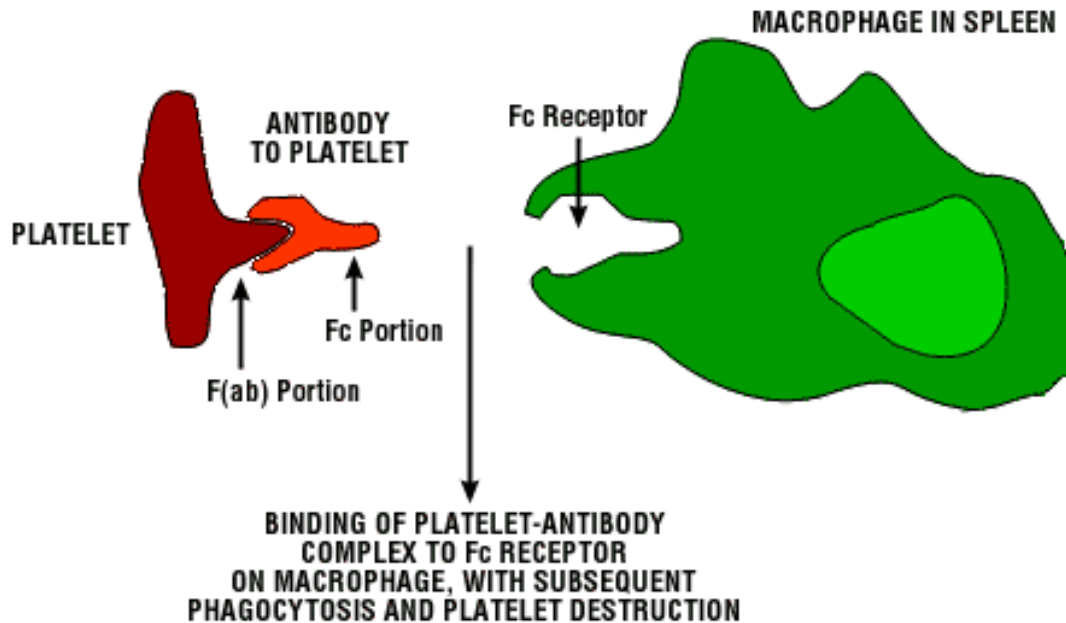 MACROPHAGE IN SPLEEN
Fc Receptor
ANTIBODY
TO PLATELET
PLATELET
Fc Portion
F(ab) Portion
BINDING OF PLATELET-ANTIBODY
COMPLEX TO Fc RECEPTOR
ON MACROPHAGE, WITH SUBSEQUENT
PHAGOCYTOSIS AND PLATELET DESTRUCTION